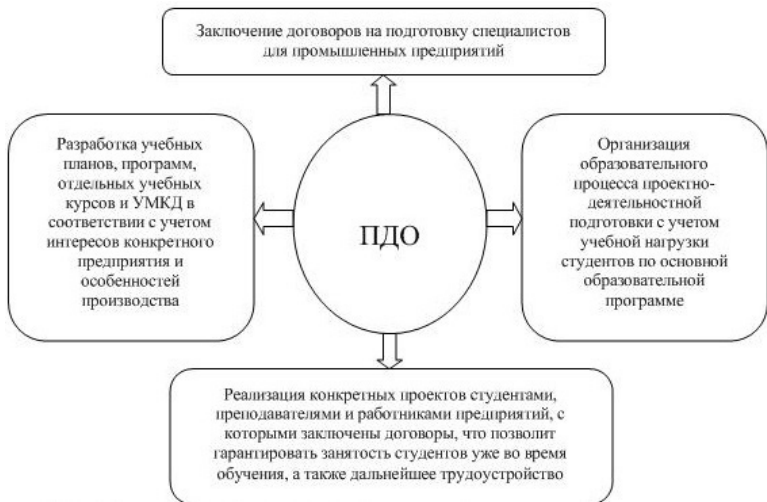 Заключение договоров на подготовку специалистов
для промышленных предприятий
Разработка учебных
планов, программ,
отдельных учебных
курсов и УМКД в
соответствии с учетом
интересов конкретного
предприятия и
особенностей
производства
ПДО
Организация
образовательного
процесса проектно-
деятельностной
подготовки с учетом
учебной нагрузки
студентов по основной
образовательной
программе
Реализация конкретных проектов студентами,
преподавателями и работниками предприятий, с
которыми заключены договоры, что позволит
гарантировать занятость студентов уже во время
обучения, а также дальнейшее трудоустройство